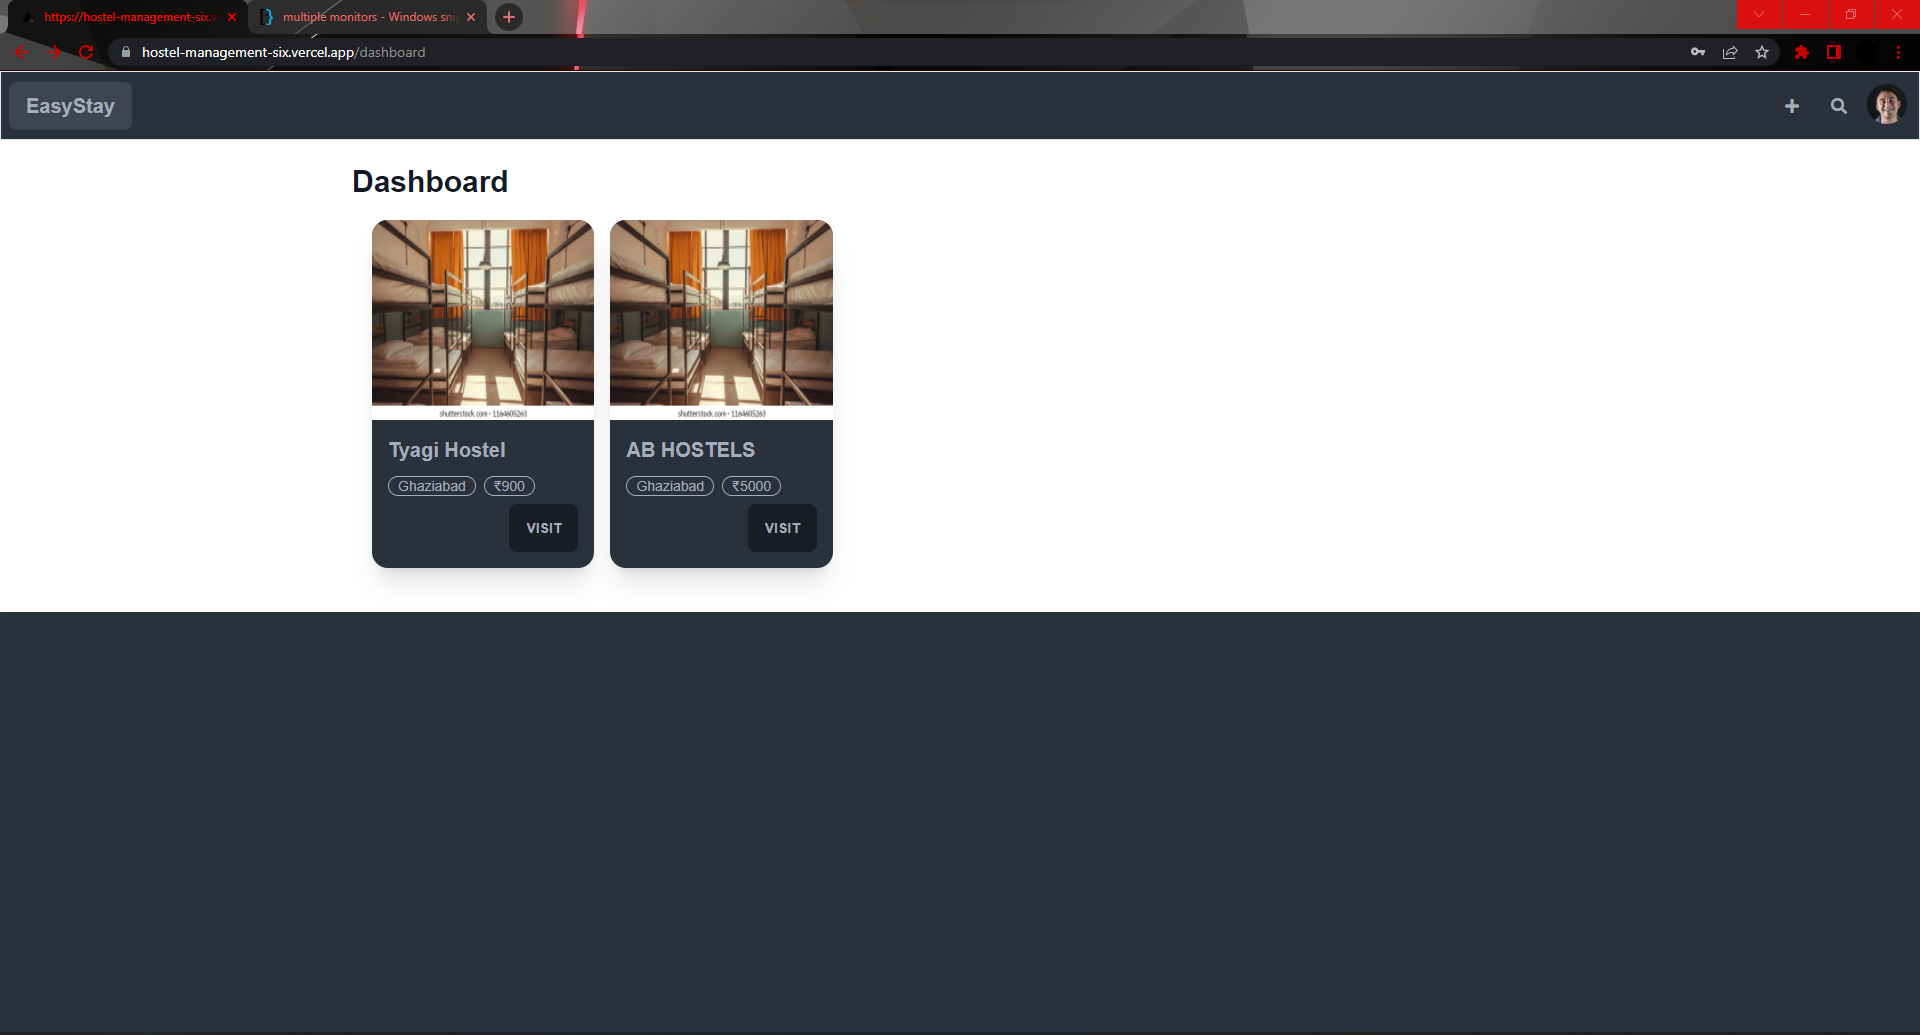 https://hostel-management-six.v
multiple monitors - Windows sni
hostel-management-six.vercel.app/dashboard
EasyStay
Dashboard
shutterstock.com · 1164605263
shutterstock.com · 1164605263
Tyagi Hostel
AB HOSTELS
Ghaziabad ₹900
Ghaziabad ₹5000
VISIT
VISIT